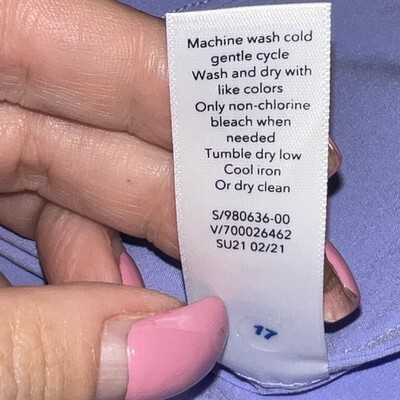 Machine wash cold
gentle cycle
Wash and dry with
like colors
Only non-chlorine
bleach when
needed
Tumble dry low
Cool iron
Or dry clean
S/980636-00
V/700026462
SU21 02/21
17